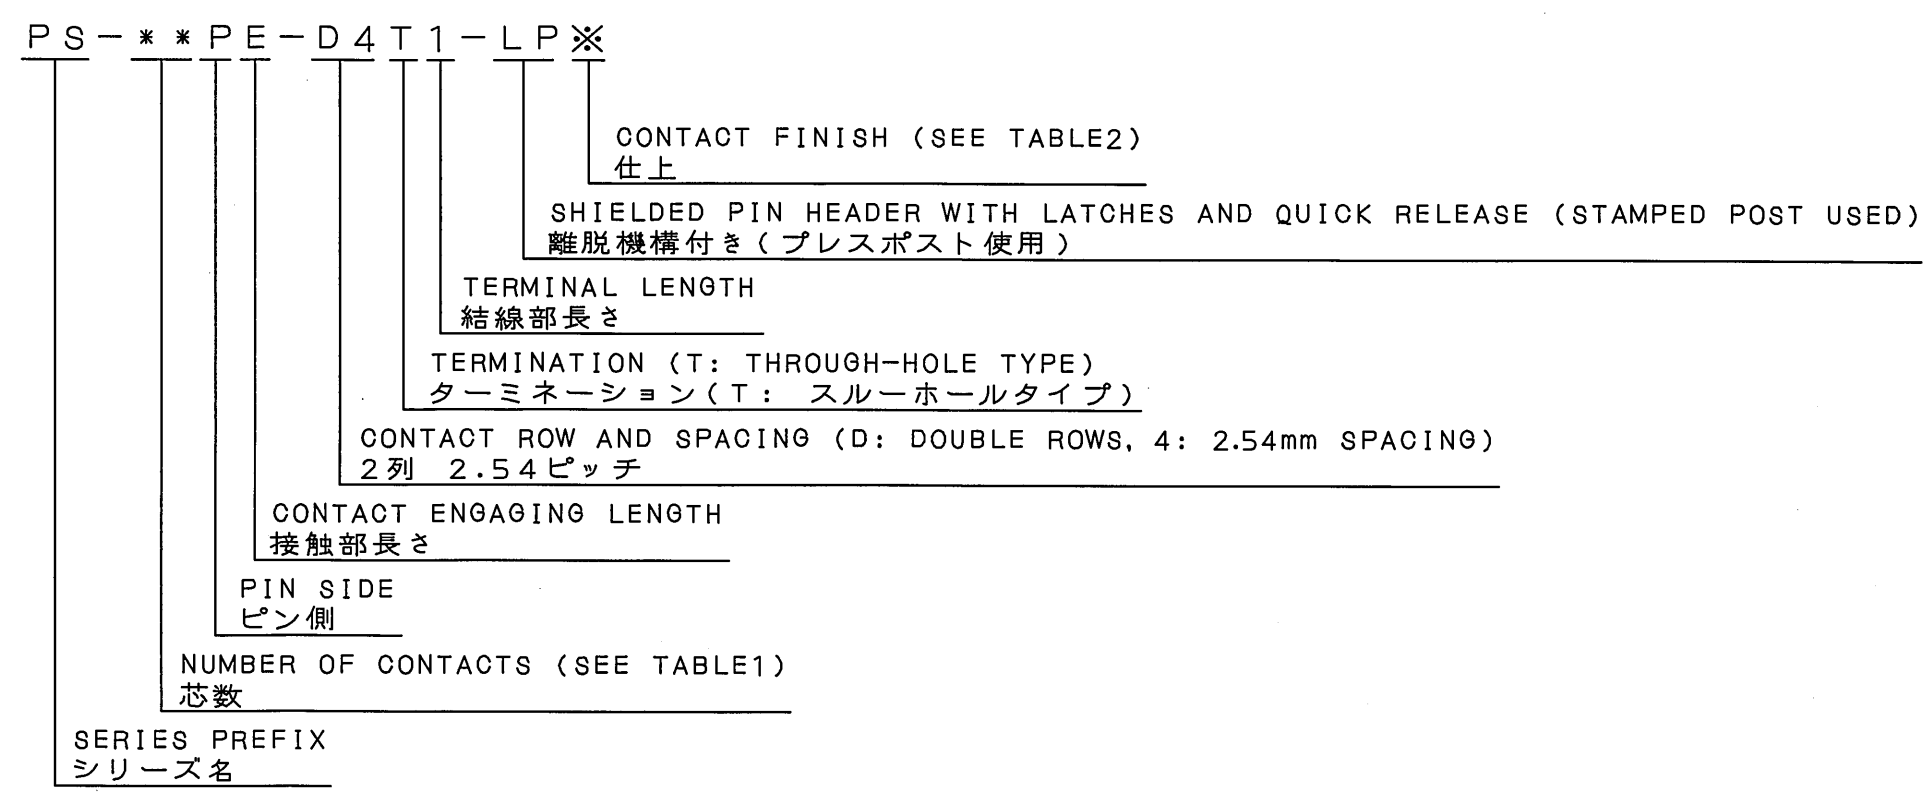 PS-**PE-D4T1-LP※
CONTACT FINISH (SEE TABLE2)
仕上
SHIELDED PIN HEADER WITH LATCHES AND QUICK RELEASE (STAMPED POST USED)
離脱機構付き(プレスポスト使用)
TERMINAL LENGTH
結線部長さ
TERMINATION (T: THROUGH-HOLE TYPE)
ターミネーション(T: スルーホールタイプ)
CONTACT ROW AND SPACING (D: DOUBLE ROWS, 4: 2.54mm SPACING)
2列 2.54ピッチ
CONTACT ENGAGING LENGTH
接触部長さ
PIN SIDE
ピン側
NUMBER OF CONTACTS (SEE TABLE1)
芯数
SERIES PREFIX
シリーズ名